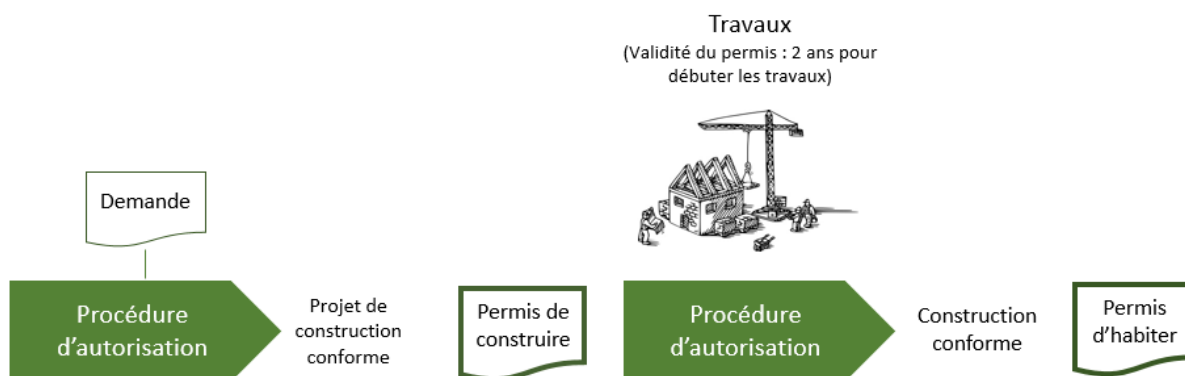 Travaux
(Validité du permis : 2 ans pour
débuter les travaux)
Demande
Procédure
d'autorisation
Projet de
construction
conforme
Permis de
construire
Procédure
d'autorisation
Construction
conforme
Permis
d'habiter